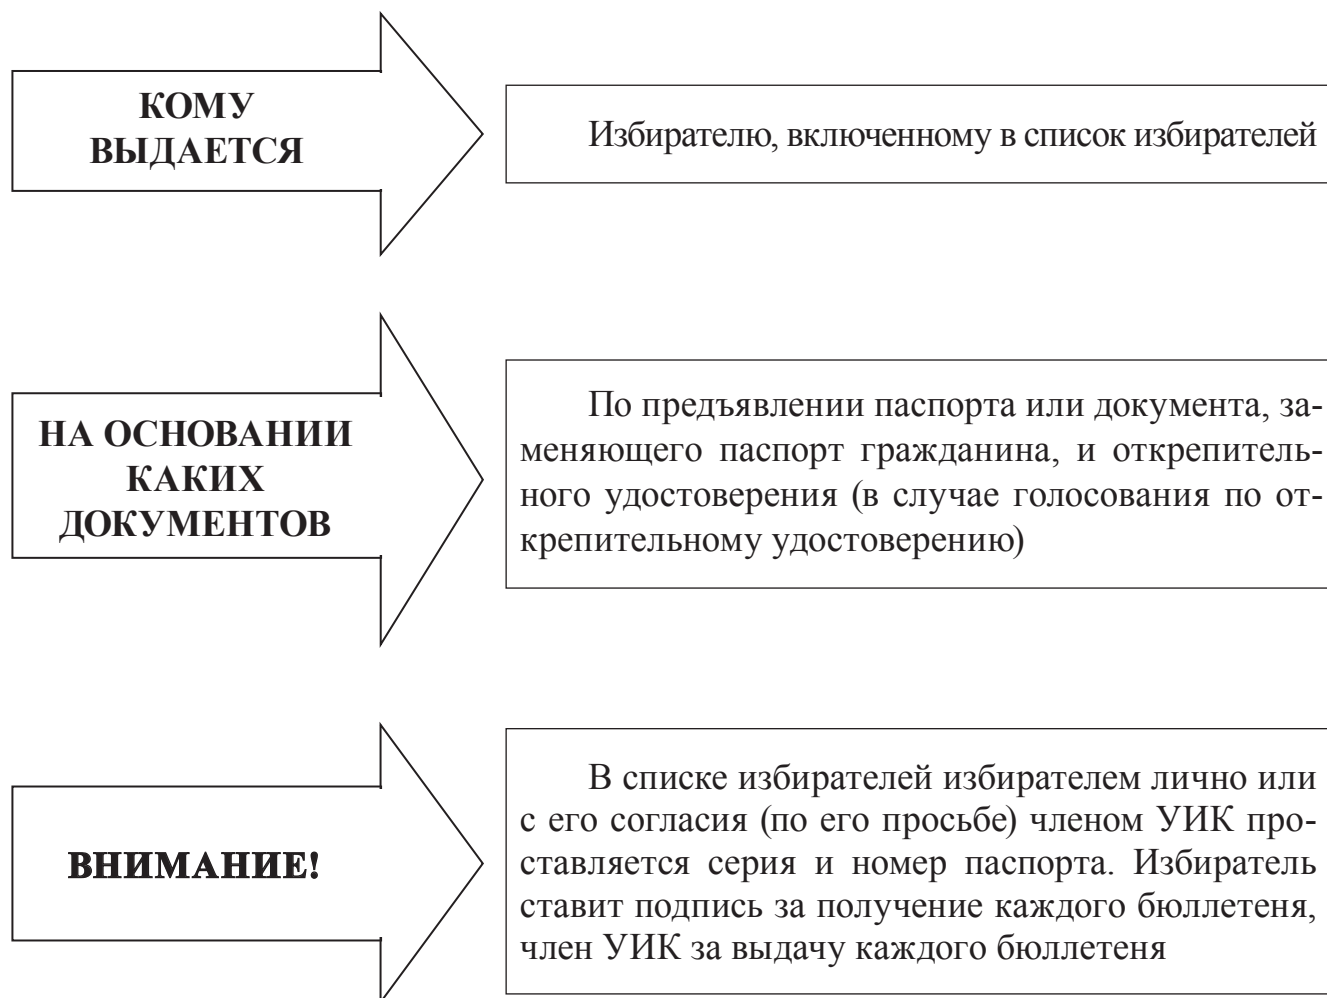 КОМУ
ВЫДАЕТСЯ
Избирателю, включенному в список избирателей
НА ОСНОВАНИИ
КАКИХ
ДОКУМЕНТОВ
По предъявлении паспорта или документа, за-
меняющего паспорт гражданина, и открепитель-
ного удостоверения (в случае голосования по от-
крепительному удостоверению)
ВНИМАНИЕ!
В списке избирателей избирателем лично или
с его согласия (по его просьбе) членом УИК про-
ставляется серия и номер паспорта. Избиратель
ставит подпись за получение каждого бюллетеня,
член УИК за выдачу каждого бюллетеня